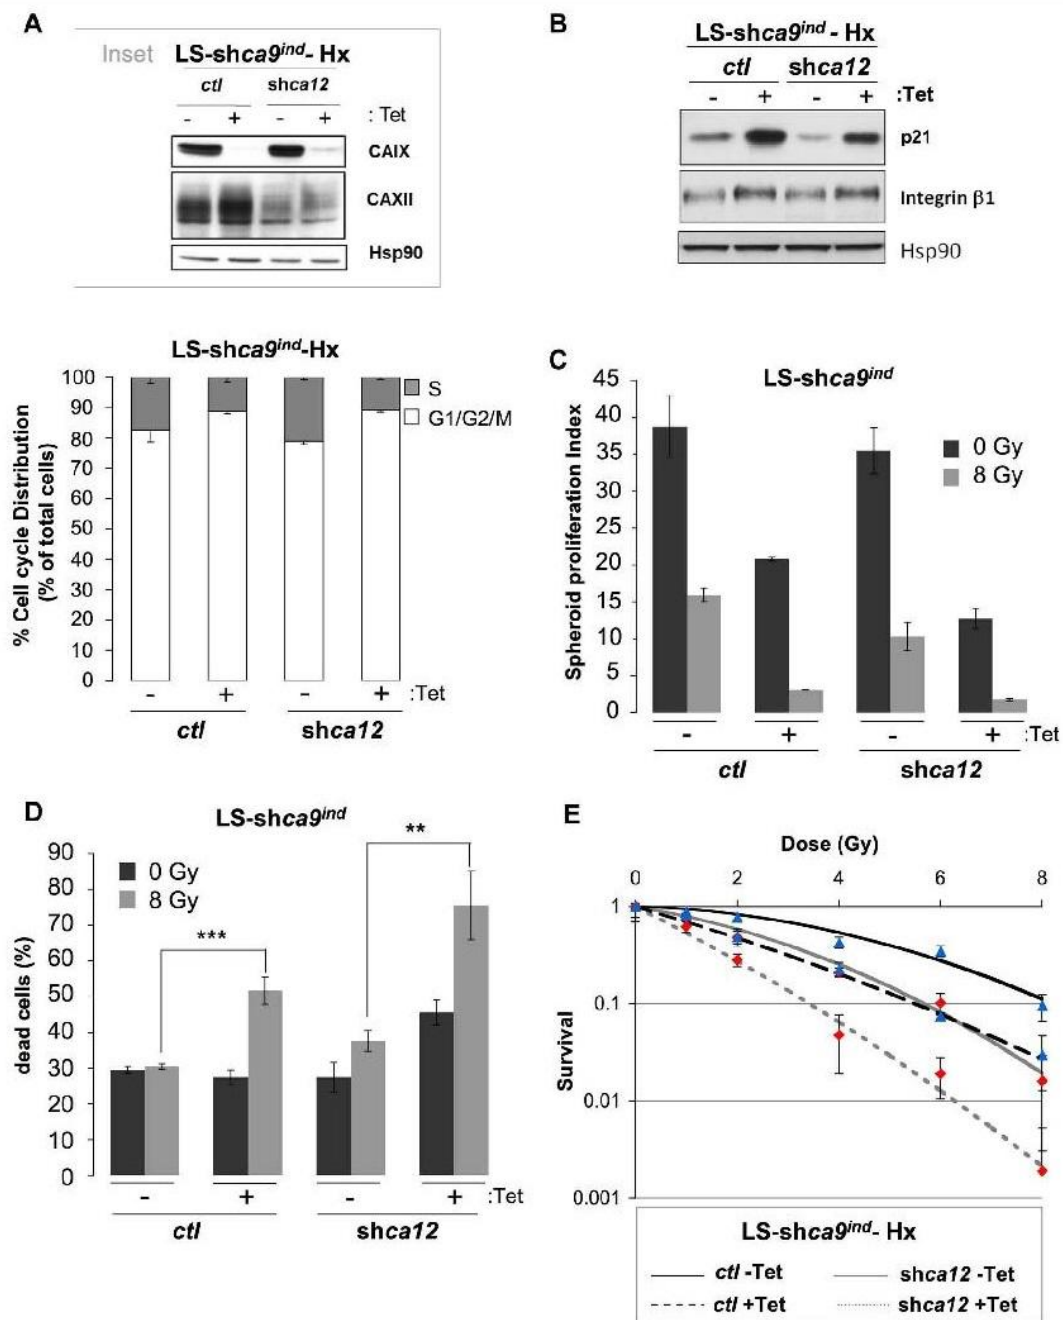 A
Inset LS-shca9ind- Hx
ctl shca12
- + - + : Tet
CAIX
CAXII
Hsp90
LS-shca9ind-Hx
% Cell cycle Distribution
(% of total cells)
100
90
80
70
60
50
40
30
20
10
0
S
G1/G2/M
- + - + :Tet
ctl shca12
B
LS-shca9ind - Hx
ctl shca12
- + - + :Tet
p21
Integrin β1
Hsp90
C
LS-shca9ind
Spheroid proliferation Index
45
40
35
30
25
20
15
10
5
0
0 Gy
8 Gy
- + - + :Tet
ctl shca12
D
LS-shca9ind
dead cells (%)
90
80
70
60
50
40
30
20
10
0
0 Gy
8 Gy
***
**
- + - + :Tet
ctl shca12
E
Dose (Gy)
0 2 4 6 8
Survival
1
0.1
0.01
0.001
LS-shca9ind- Hx
ctl -Tet shca12 -Tet
ctl +Tet shca12 +Tet